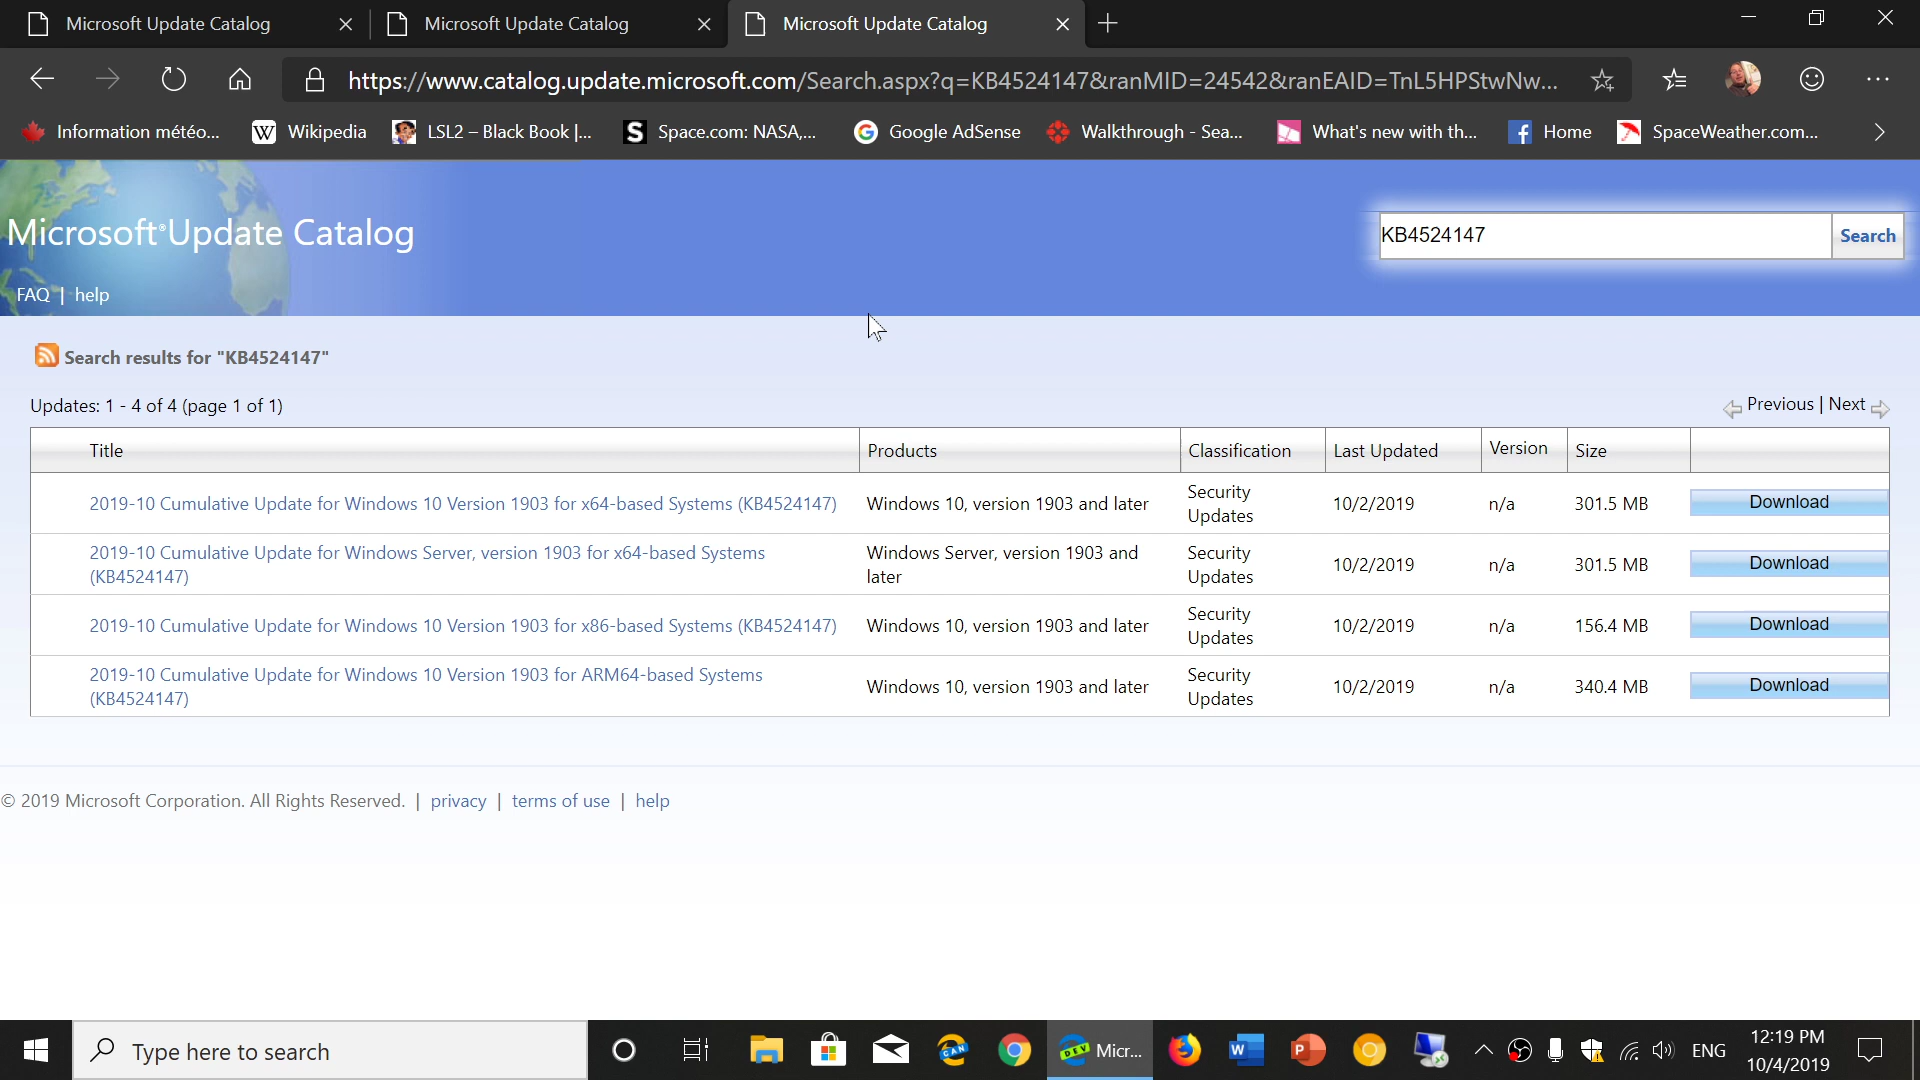 Microsoft Update Catalog
Microsoft Update Catalog
Microsoft Update Catalog
https://www.catalog.update.microsoft.com/Search.aspx?q=KB4524147&ranMID=24542&ranEAID=TnL5HPStwNw...
Information météo...
W Wikipedia
LSL2 – Black Book |...
S Space.com: NASA,...
G Google AdSense
Walkthrough - Sea...
What's new with th...
f Home
SpaceWeather.com...
Microsoft® Update Catalog
KB4524147
Search
FAQ | help
Search results for "KB4524147"
Updates: 1 - 4 of 4 (page 1 of 1)
Previous | Next
Title Products Classification Last Updated Version Size
2019-10 Cumulative Update for Windows 10 Version 1903 for x64-based Systems (KB4524147) Windows 10, version 1903 and later Security Updates 10/2/2019 n/a 301.5 MB Download
2019-10 Cumulative Update for Windows Server, version 1903 for x64-based Systems (KB4524147) Windows Server, version 1903 and later Security Updates 10/2/2019 n/a 301.5 MB Download
2019-10 Cumulative Update for Windows 10 Version 1903 for x86-based Systems (KB4524147) Windows 10, version 1903 and later Security Updates 10/2/2019 n/a 156.4 MB Download
2019-10 Cumulative Update for Windows 10 Version 1903 for ARM64-based Systems (KB4524147) Windows 10, version 1903 and later Security Updates 10/2/2019 n/a 340.4 MB Download
© 2019 Microsoft Corporation. All Rights Reserved. | privacy | terms of use | help
Type here to search
CAN
DEV
Micr...
W
P
ENG
12:19 PM
10/4/2019